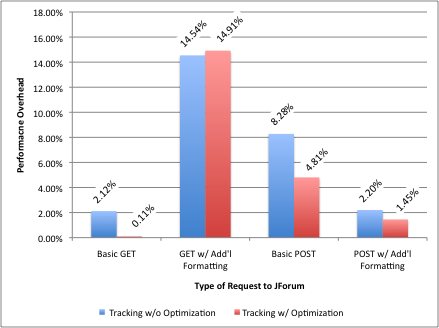 18.00%
16.00%
14.00%
12.00%
10.00%
8.00%
6.00%
4.00%
2.00%
0.00%
Performacne Overhead
2.12%
0.11%
14.54%
14.91%
8.28%
4.81%
2.20%
1.45%
Basic GET
GET w/ Add'l
Formatting
Basic POST
POST w/ Add'l
Formatting
Type of Request to JForum
Tracking w/o Optimization
Tracking w/ Optimization